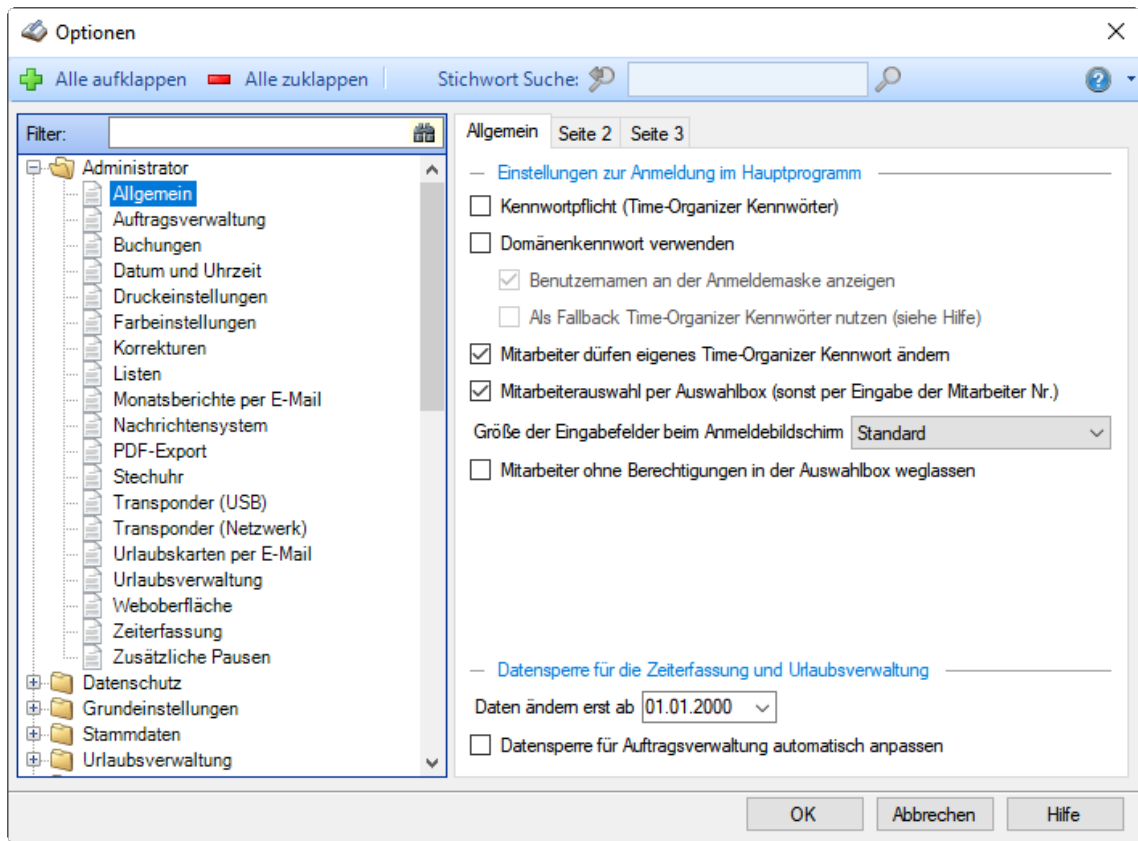 Optionen
Alle aufklappen Alle zuklappen Stichwort Suche:
Filter:
Administrator
Allgemein
Auftragsverwaltung
Buchungen
Datum und Uhrzeit
Druckeinstellungen
Farbeinstellungen
Korrekturen
Listen
Monatsberichte per E-Mail
Nachrichtensystem
PDF-Export
Stechuhr
Transponder (USB)
Transponder (Netzwerk)
Urlaubskarten per E-Mail
Urlaubsverwaltung
Weboberfläche
Zeiterfassung
Zusätzliche Pausen
Datenschutz
Grundeinstellungen
Stammdaten
Urlaubsverwaltung
Allgemein Seite 2 Seite 3
Einstellungen zur Anmeldung im Hauptprogramm
Kennwortpflicht (Time-Organizer Kennwörter)
Domänenkennwort verwenden
Benutzernamen an der Anmeldemaske anzeigen
Als Fallback Time-Organizer Kennwörter nutzen (siehe Hilfe)
Mitarbeiter dürfen eigenes Time-Organizer Kennwort ändern
Mitarbeiterauswahl per Auswahlbox (sonst per Eingabe der Mitarbeiter Nr.)
Größe der Eingabefelder beim Anmeldebildschirm Standard
Mitarbeiter ohne Berechtigungen in der Auswahlbox weglassen
Datensperre für die Zeiterfassung und Urlaubsverwaltung
Daten ändern erst ab 01.01.2000
Datensperre für Auftragsverwaltung automatisch anpassen
OK Abbrechen Hilfe